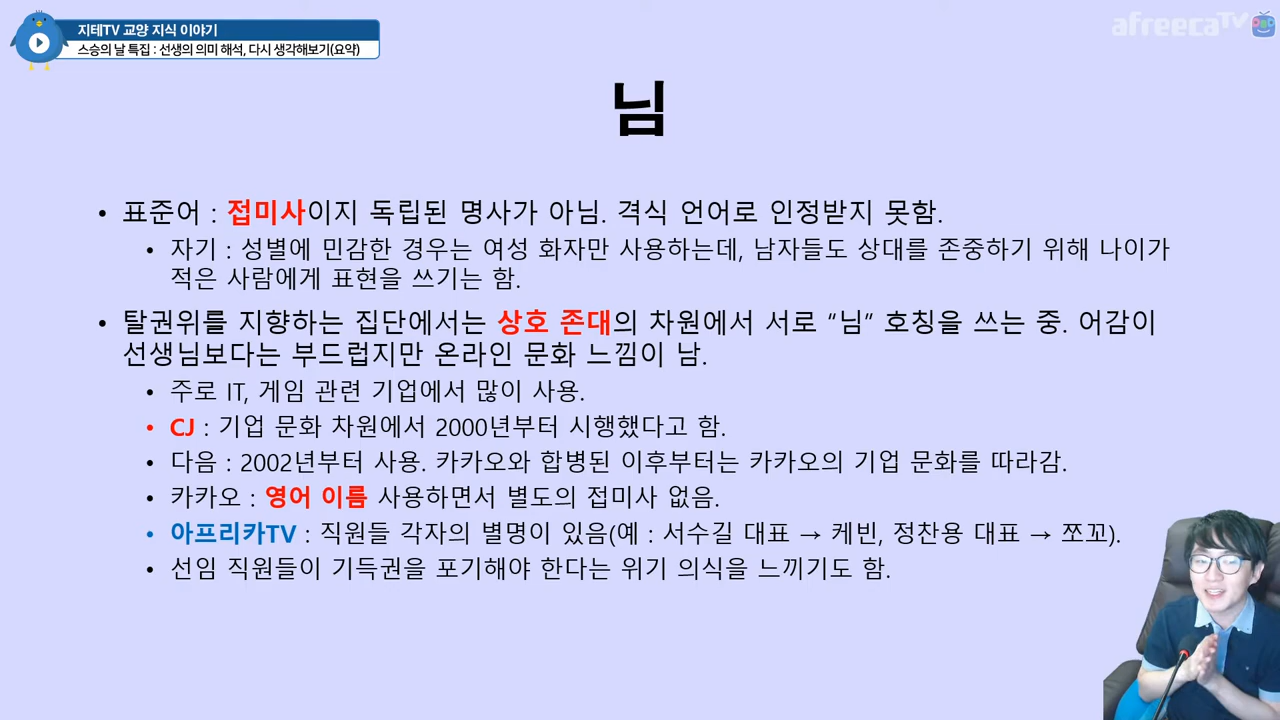 지테TV 교양 지식 이야기
스승의 날 특집 : 선생의 의미 해석, 다시 생각해보기(요약)
afreecaTV
님
• 표준어 : 접미사이지 독립된 명사가 아님. 격식 언어로 인정받지 못함.
• 자기 : 성별에 민감한 경우는 여성 화자만 사용하는데, 남자들도 상대를 존중하기 위해 나이가
적은 사람에게 표현을 쓰기는 함.
• 탈권위를 지향하는 집단에서는 상호 존대의 차원에서 서로 “님” 호칭을 쓰는 중. 어감이
선생님보다는 부드럽지만 온라인 문화 느낌이 남.
• 주로 IT, 게임 관련 기업에서 많이 사용.
• CJ : 기업 문화 차원에서 2000년부터 시행했다고 함.
• 다음 : 2002년부터 사용. 카카오와 합병된 이후부터는 카카오의 기업 문화를 따라감.
• 카카오 : 영어 이름 사용하면서 별도의 접미사 없음.
• 아프리카TV : 직원들 각자의 별명이 있음(예 : 서수길 대표 → 케빈, 정찬용 대표 → 쪼꼬).
• 선임 직원들이 기득권을 포기해야 한다는 위기 의식을 느끼기도 함.